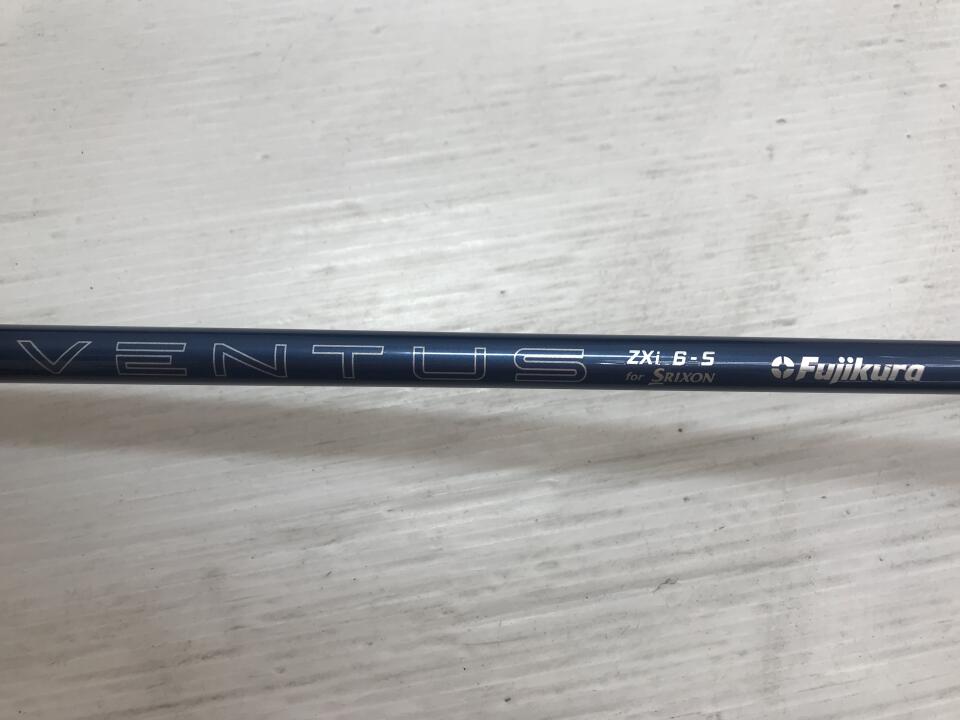 VENTUS
ZXi 6-S
for SRIXON
Fujikura